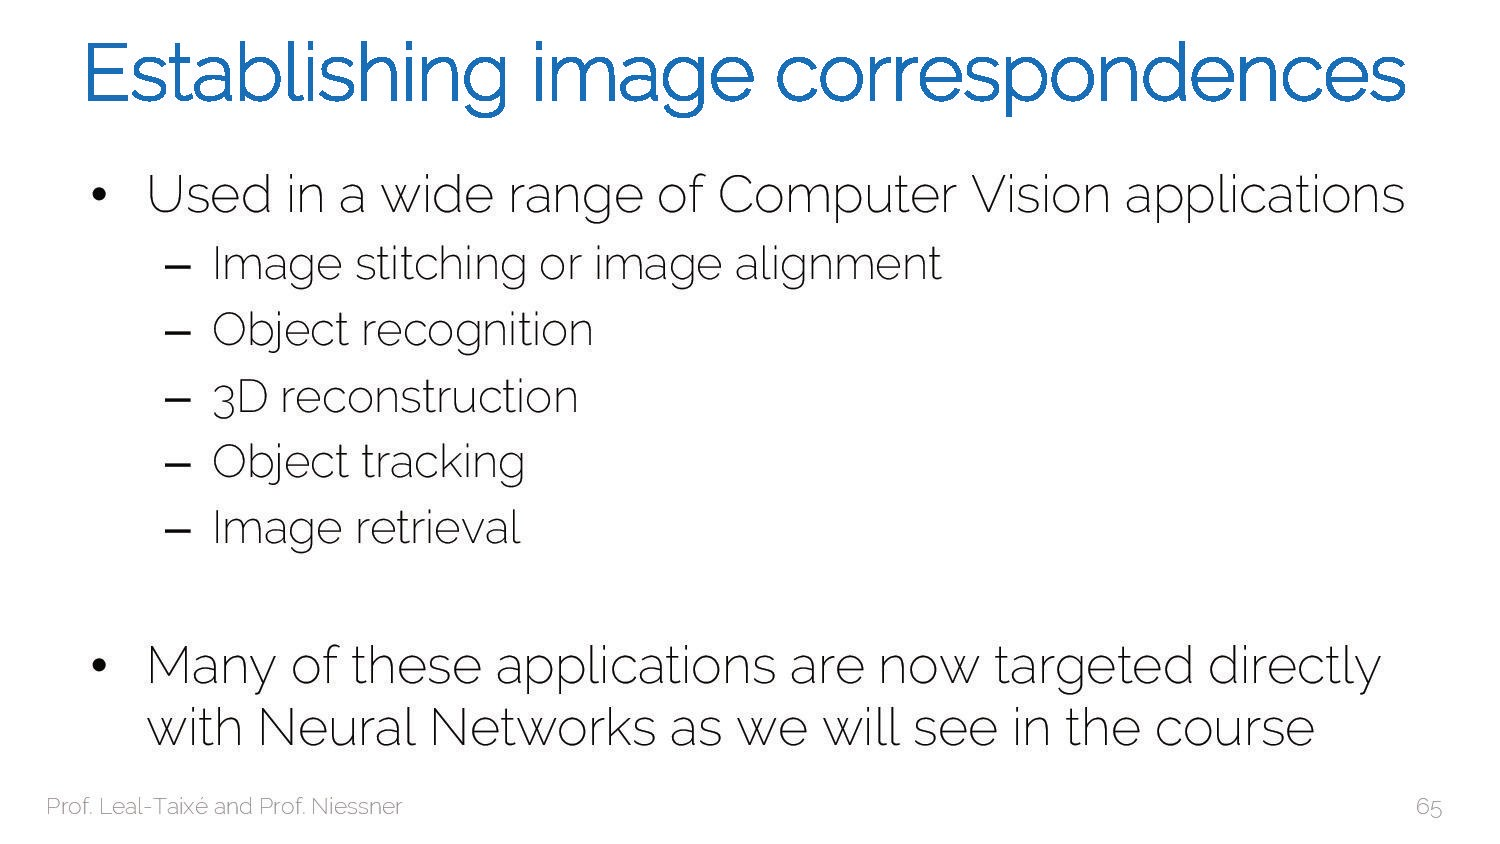 Establishing image correspondences
• Used in a wide range of Computer Vision applications
– Image stitching or image alignment
– Object recognition
– 3D reconstruction
– Object tracking
– Image retrieval
• Many of these applications are now targeted directly
with Neural Networks as we will see in the course
Prof. Leal-Taixé and Prof. Niessner
65